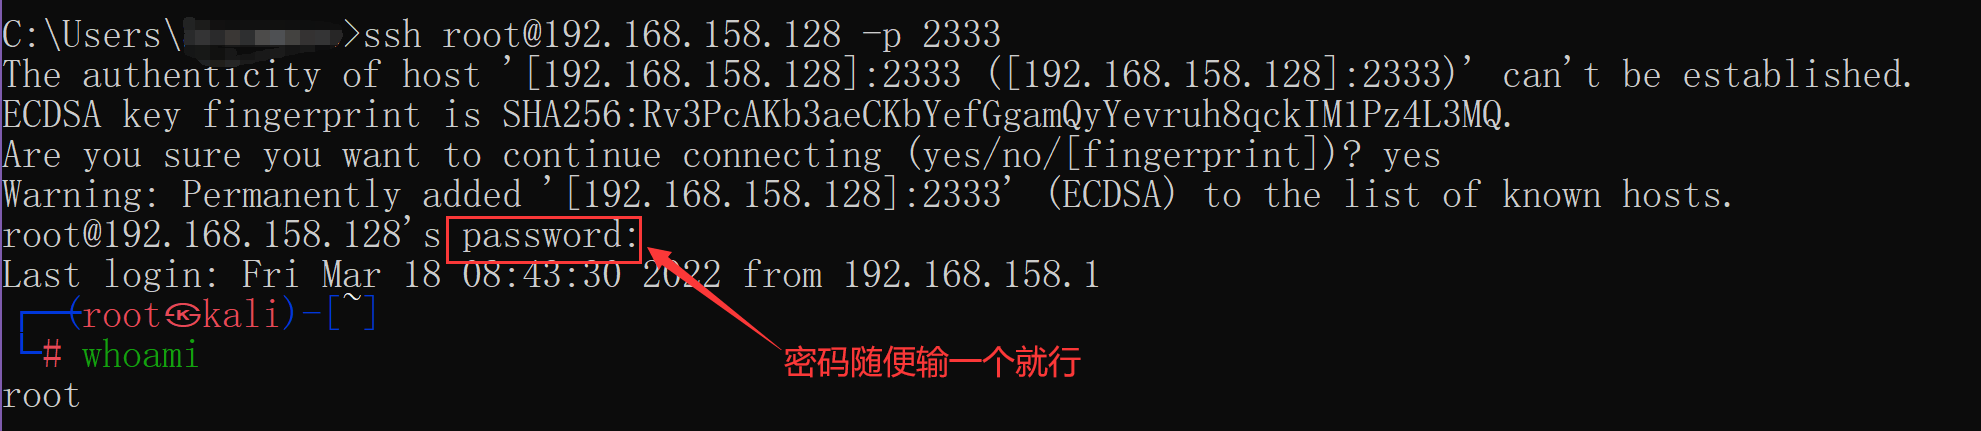 C:\Users\ >ssh root@192.168.158.128 -p 2333
The authenticity of host '[192.168.158.128]:2333 ([192.168.158.128]:2333)' can't be established.
ECDSA key fingerprint is SHA256:Rv3PcAKb3aeCKbYefGgamQyYevruh8qckIM1Pz4L3MQ.
Are you sure you want to continue connecting (yes/no/[fingerprint])? yes
Warning: Permanently added '[192.168.158.128]:2333' (ECDSA) to the list of known hosts.
root@192.168.158.128's password:
Last login: Fri Mar 18 08:43:30 2022 from 192.168.158.1
┌──(root㉿kali)-[~]
└─# whoami
密码随便输一个就行
root